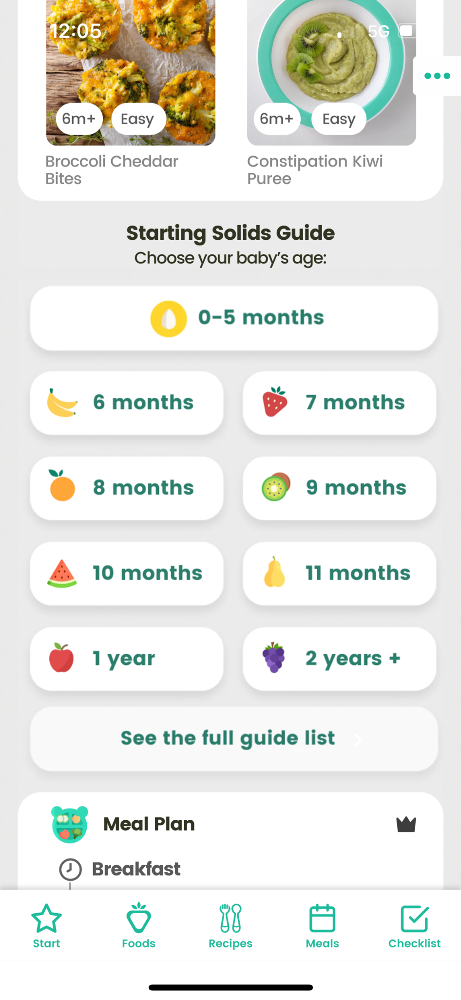 12:05
5G
6m+ Easy
6m+ Easy
Broccoli Cheddar
Bites
Constipation Kiwi
Puree
Starting Solids Guide
Choose your baby's age:
0-5 months
6 months
7 months
8 months
9 months
10 months
11 months
1 year
2 years +
See the full guide list
Meal Plan
Breakfast
Start
Foods
Recipes
Meals
Checklist